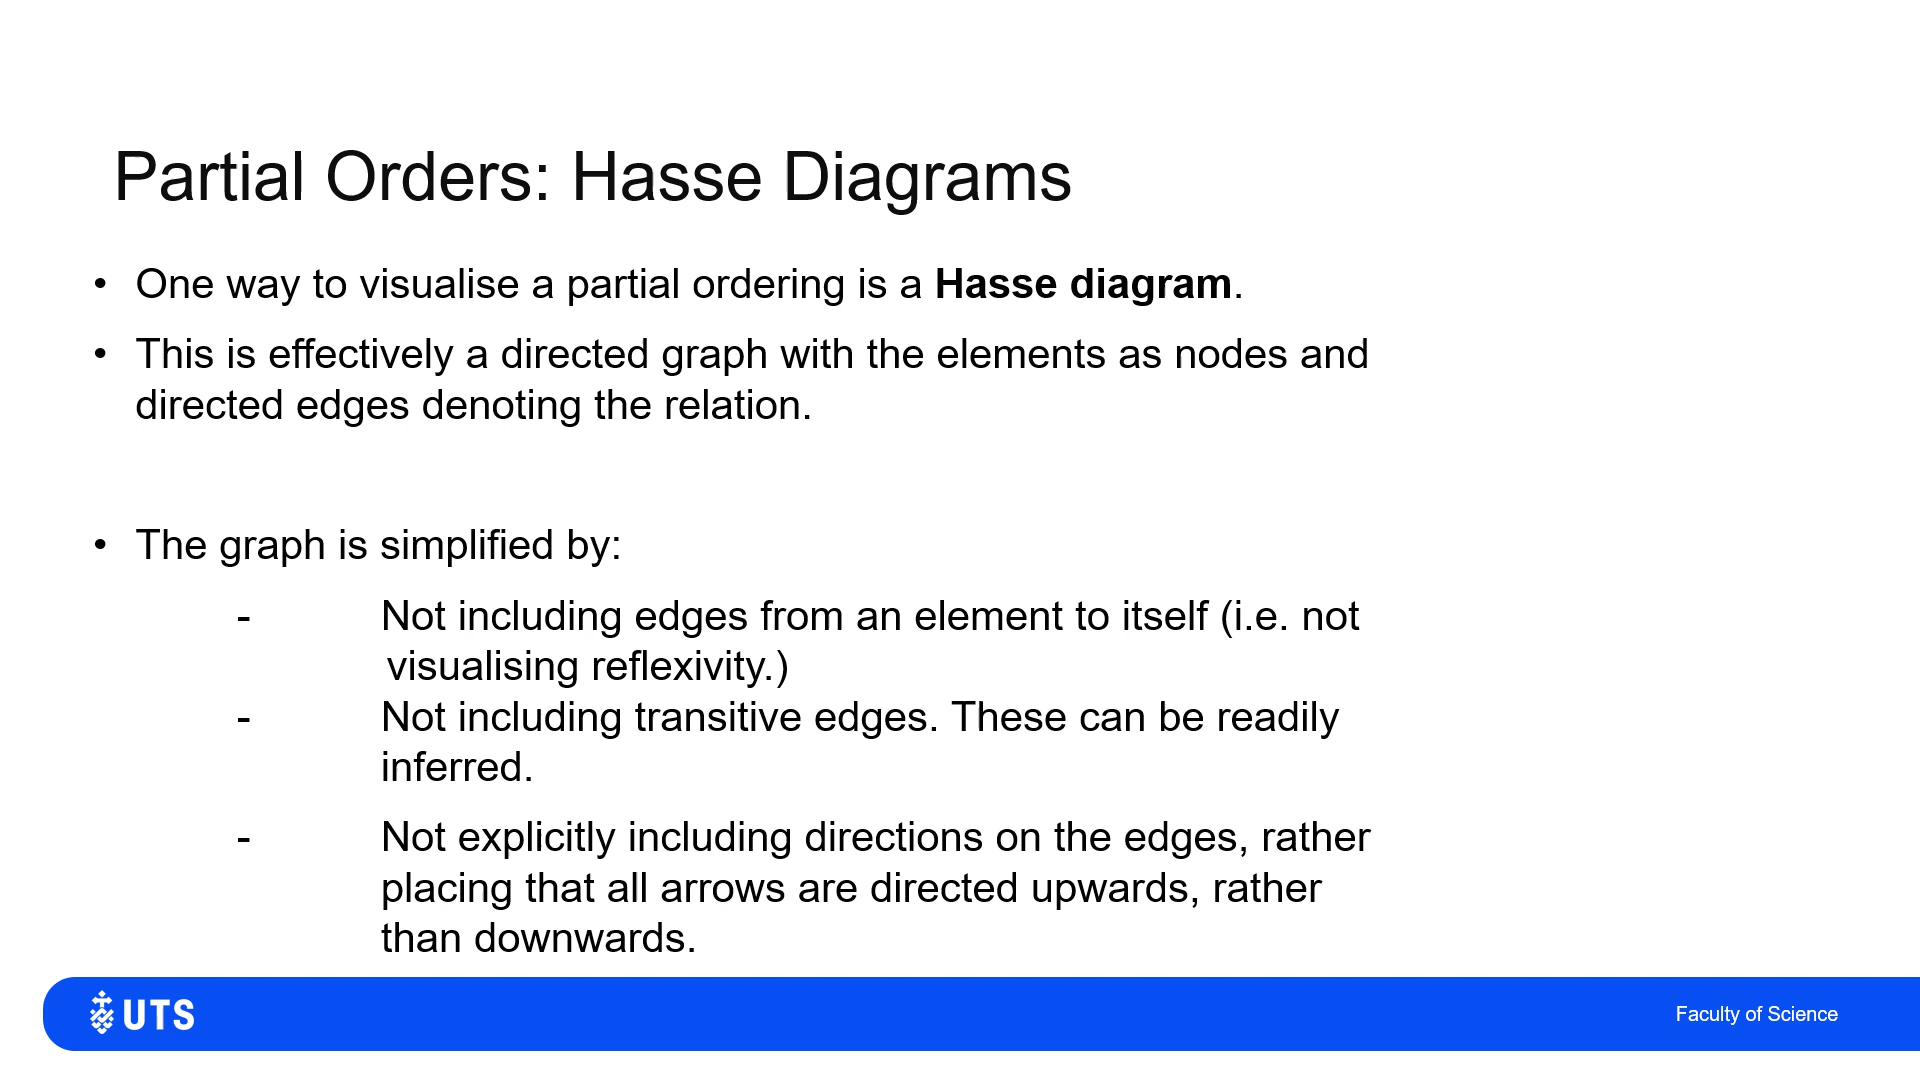 Partial Orders: Hasse Diagrams
• One way to visualise a partial ordering is a Hasse diagram.
• This is effectively a directed graph with the elements as nodes and
directed edges denoting the relation.
• The graph is simplified by:
- Not including edges from an element to itself (i.e. not
visualising reflexivity.)
- Not including transitive edges. These can be readily
inferred.
- Not explicitly including directions on the edges, rather
placing that all arrows are directed upwards, rather
than downwards.
UTS
Faculty of Science